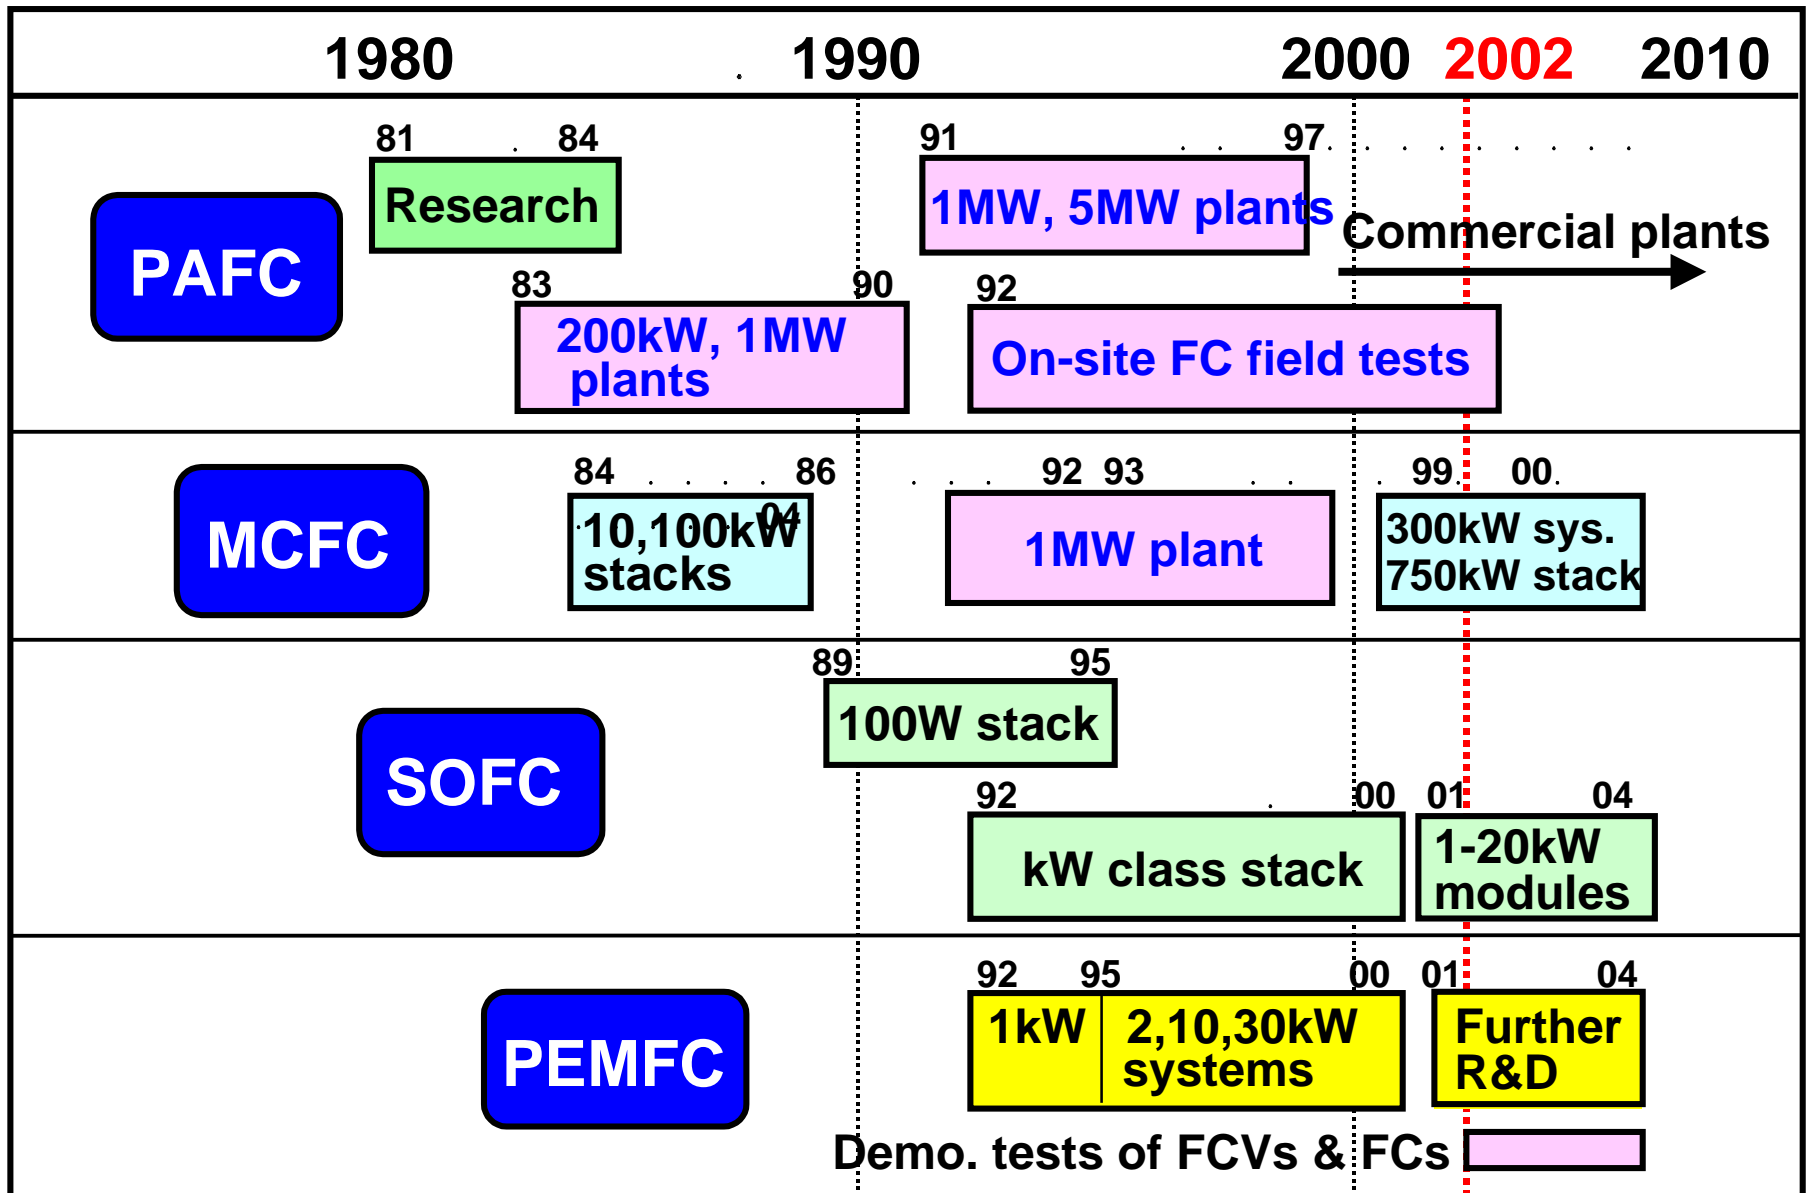 1980 1990 2000 2002 2010
81 84 91 97
Research
1MW, 5MW plants
Commercial plants
PAFC
83 90 92
200kW, 1MW
plants
On-site FC field tests
84 86 92 93 99 00
04
MCFC
10,100kW
stacks
1MW plant
300kW sys.
750kW stack
89 95
100W stack
SOFC
92 00 01 04
kW class stack
1-20kW
modules
92 95 00 01 04
PEMFC
1kW
2,10,30kW
systems
Further
R&D
Demo. tests of FCVs & FCs